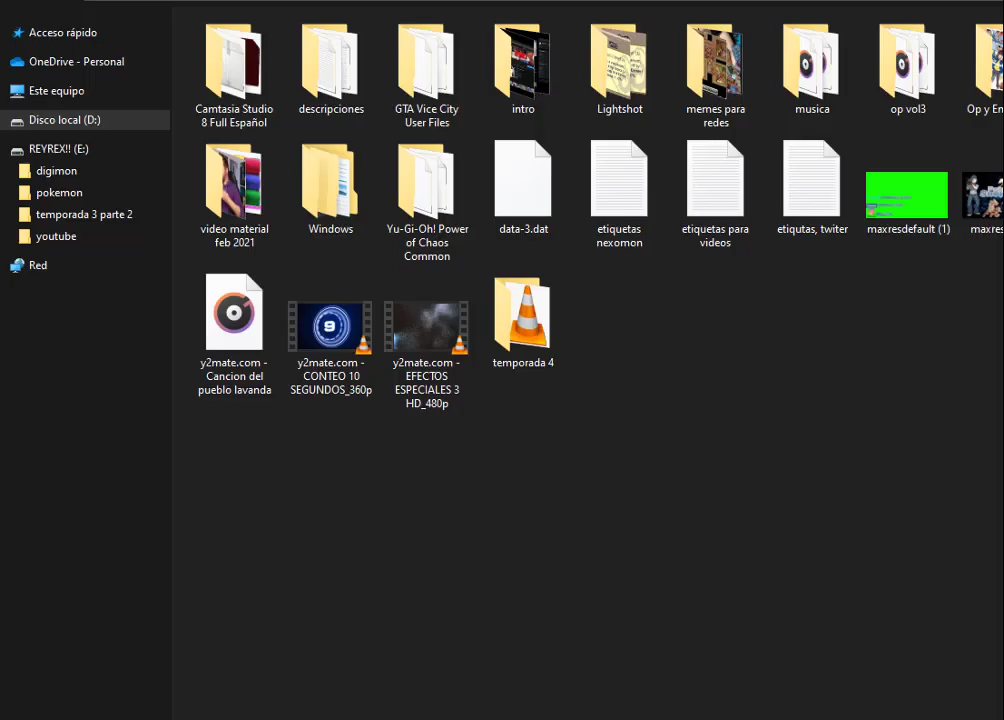 Acceso rápido
OneDrive - Personal
Este equipo
Disco local (D:)
REYREX!! (E:)
digimon
pokemon
temporada 3 parte 2
youtube
Red
Camtasia Studio
8 Full Español
descripciones
GTA Vice City
User Files
intro
Lightshot
memes para
redes
musica
op vol3
Op y En
video material
feb 2021
Windows
Yu-Gi-Oh! Power
of Chaos
Common
data-3.dat
etiquetas
nexomon
etiquetas para
videos
etiqutas, twiter
maxresdefault (1)
maxres
y2mate.com -
Cancion del
pueblo lavanda
y2mate.com -
CONTEO 10
SEGUNDOS_360p
y2mate.com -
EFECTOS
ESPECIALES 3
HD_480p
temporada 4
9